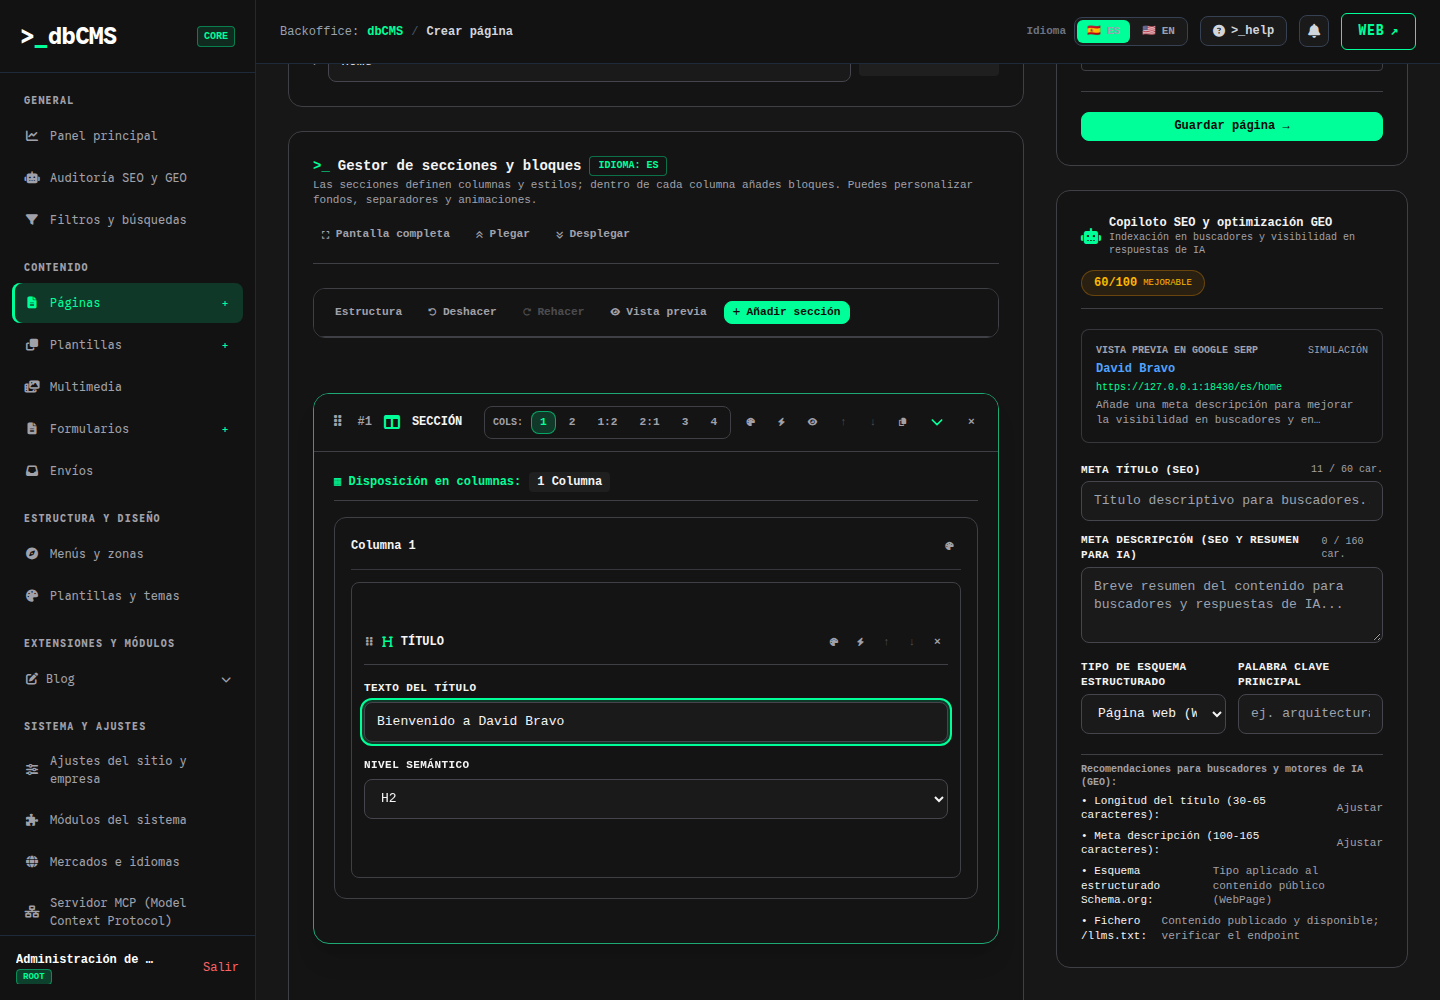 >_dbCMS
CORE
GENERAL
Panel principal
Auditoría SEO y GEO
Filtros y búsquedas
CONTENIDO
Páginas +
Plantillas +
Multimedia
Formularios +
Envíos
ESTRUCTURA Y DISEÑO
Menús y zonas
Plantillas y temas
EXTENSIONES Y MÓDULOS
Blog
SISTEMA Y AJUSTES
Ajustes del sitio y
empresa
Módulos del sistema
Mercados e idiomas
Servidor MCP (Model
Context Protocol)
Administración de …
ROOT
Salir
Backoffice: dbCMS / Crear página
Idioma
EN
>_help
WEB ↗
>_ Gestor de secciones y bloques
IDIOMA: ES
Las secciones definen columnas y estilos; dentro de cada columna añades bloques. Puedes personalizar
fondos, separadores y animaciones.
Pantalla completa
Plegar
Desplegar
Estructura
Deshacer
Rehacer
Vista previa
+ Añadir sección
#1
SECCIÓN
COLS: 1 2 1:2 2:1 3 4
↑ ↓ ×
Disposición en columnas: 1 Columna
Columna 1
TÍTULO
↑ ↓ ×
TEXTO DEL TÍTULO
Bienvenido a David Bravo
NIVEL SEMÁNTICO
H2
Guardar página →
Copiloto SEO y optimización GEO
Indexación en buscadores y visibilidad en
respuestas de IA
60/100 MEJORABLE
VISTA PREVIA EN GOOGLE SERP
SIMULACIÓN
David Bravo
https://127.0.0.1:18430/es/home
Añade una meta descripción para mejorar
la visibilidad en buscadores y en…
META TÍTULO (SEO)
11 / 60 car.
Título descriptivo para buscadores.
META DESCRIPCIÓN (SEO Y RESUMEN
PARA IA)
0 / 160
car.
Breve resumen del contenido para
buscadores y respuestas de IA...
TIPO DE ESQUEMA
ESTRUCTURADO
Página web (W
PALABRA CLAVE
PRINCIPAL
ej. arquitectura
Recomendaciones para buscadores y motores de IA
(GEO):
• Longitud del título (30-65
caracteres):
Ajustar
• Meta descripción (100-165
caracteres):
Ajustar
• Esquema
estructurado
Schema.org:
Tipo aplicado al
contenido público
(WebPage)
• Fichero
/llms.txt:
Contenido publicado y disponible;
verificar el endpoint